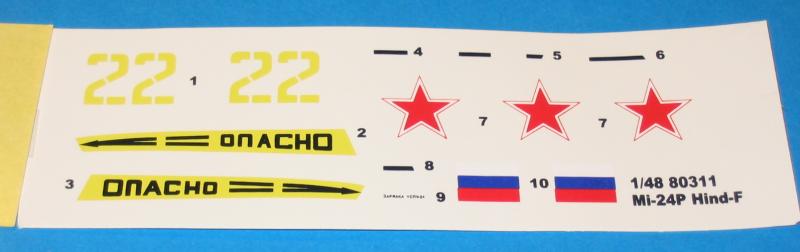 22 1 22
4 5 6
7 7
ОПАСНО 2
3 ОПАСНО
8
9 10
1/48 80311
Mi-24P Hind-F